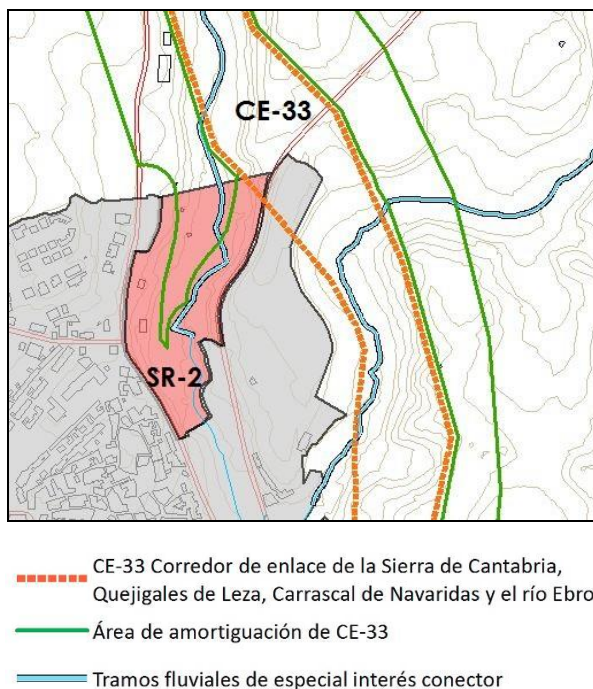 CE-33
SR-2
CE-33 Corredor de enlace de la Sierra de Cantabria,
Quejigales de Leza, Carrascal de Navaridas y el río Ebro
Área de amortiguación de CE-33
Tramos fluviales de especial interés conector